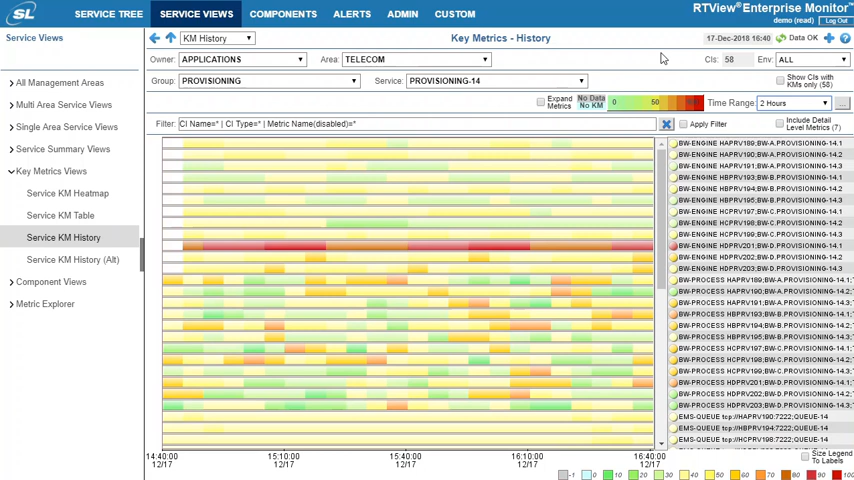 SL SERVICE TREE SERVICE VIEWS COMPONENTS ALERTS ADMIN CUSTOM RTView®Enterprise Monitor™
demo (read) Log Out
Service Views
KM History Key Metrics - History 17-Dec-2018 16:40 Data OK + ?
Owner: APPLICATIONS Area: TELECOM CIs: 58 Env: ALL
Group: PROVISIONING Service: PROVISIONING-14 Show CIs with KMs only (58)
Expand Metrics No Data No KM 0 50 Time Range: 2 Hours ...
Filter: CI Name=* | CI Type=* | Metric Name(disabled)=* Apply Filter Include Detail Level Metrics (7)
All Management Areas
Multi Area Service Views
Single Area Service Views
Service Summary Views
Key Metrics Views
Service KM Heatmap
Service KM Table
Service KM History
Service KM History (Alt)
Component Views
Metric Explorer
BW-ENGINE HAPRV189;BW-A.PROVISIONING-14.1
BW-ENGINE HAPRV190;BW-A.PROVISIONING-14.2
BW-ENGINE HAPRV191;BW-A.PROVISIONING-14.3
BW-ENGINE HBPRV193;BW-B.PROVISIONING-14.1
BW-ENGINE HBPRV194;BW-B.PROVISIONING-14.2
BW-ENGINE HBPRV195;BW-B.PROVISIONING-14.3
BW-ENGINE HCPRV197;BW-C.PROVISIONING-14.1
BW-ENGINE HCPRV198;BW-C.PROVISIONING-14.2
BW-ENGINE HCPRV199;BW-C.PROVISIONING-14.3
BW-ENGINE HDPRV201;BW-D.PROVISIONING-14.1
BW-ENGINE HDPRV202;BW-D.PROVISIONING-14.2
BW-ENGINE HDPRV203;BW-D.PROVISIONING-14.3
BW-PROCESS HAPRV189;BW-A.PROVISIONING-14.1;
BW-PROCESS HAPRV190;BW-A.PROVISIONING-14.2;
BW-PROCESS HAPRV191;BW-A.PROVISIONING-14.3;
BW-PROCESS HBPRV193;BW-B.PROVISIONING-14.1;
BW-PROCESS HBPRV194;BW-B.PROVISIONING-14.2;
BW-PROCESS HBPRV195;BW-B.PROVISIONING-14.3;
BW-PROCESS HCPRV197;BW-C.PROVISIONING-14.1;
BW-PROCESS HCPRV198;BW-C.PROVISIONING-14.2;
BW-PROCESS HCPRV199;BW-C.PROVISIONING-14.3;
BW-PROCESS HDPRV201;BW-D.PROVISIONING-14.1;
BW-PROCESS HDPRV202;BW-D.PROVISIONING-14.2;
BW-PROCESS HDPRV203;BW-D.PROVISIONING-14.3;
EMS-QUEUE tcp://HAPRV190:7222;QUEUE-14
EMS-QUEUE tcp://HBPRV194:7222;QUEUE-14
EMS-QUEUE tcp://HCPRV198:7222;QUEUE-14
14:40:00 15:10:00 15:40:00 16:10:00 16:40:00
12/17 12/17 12/17 12/17 12/17
Size Legend To Labels
-1 0 10 20 30 40 50 60 70 80 90 100